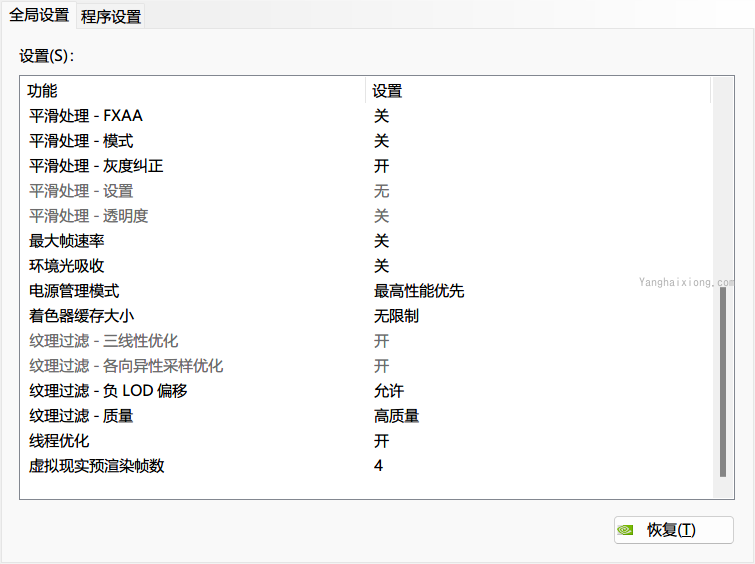 全局设置 程序设置
设置(S):
功能 设置
平滑处理 - FXAA 关
平滑处理 - 模式 关
平滑处理 - 灰度纠正 开
平滑处理 - 设置 无
平滑处理 - 透明度 关
最大帧速率 关
环境光吸收 关
电源管理模式 最高性能优先
着色器缓存大小 无限制
纹理过滤 - 三线性优化 开
纹理过滤 - 各向异性采样优化 开
纹理过滤 - 负 LOD 偏移 允许
纹理过滤 - 质量 高质量
线程优化 开
虚拟现实预渲染帧数 4
Yanghaixiong.com
恢复(T)